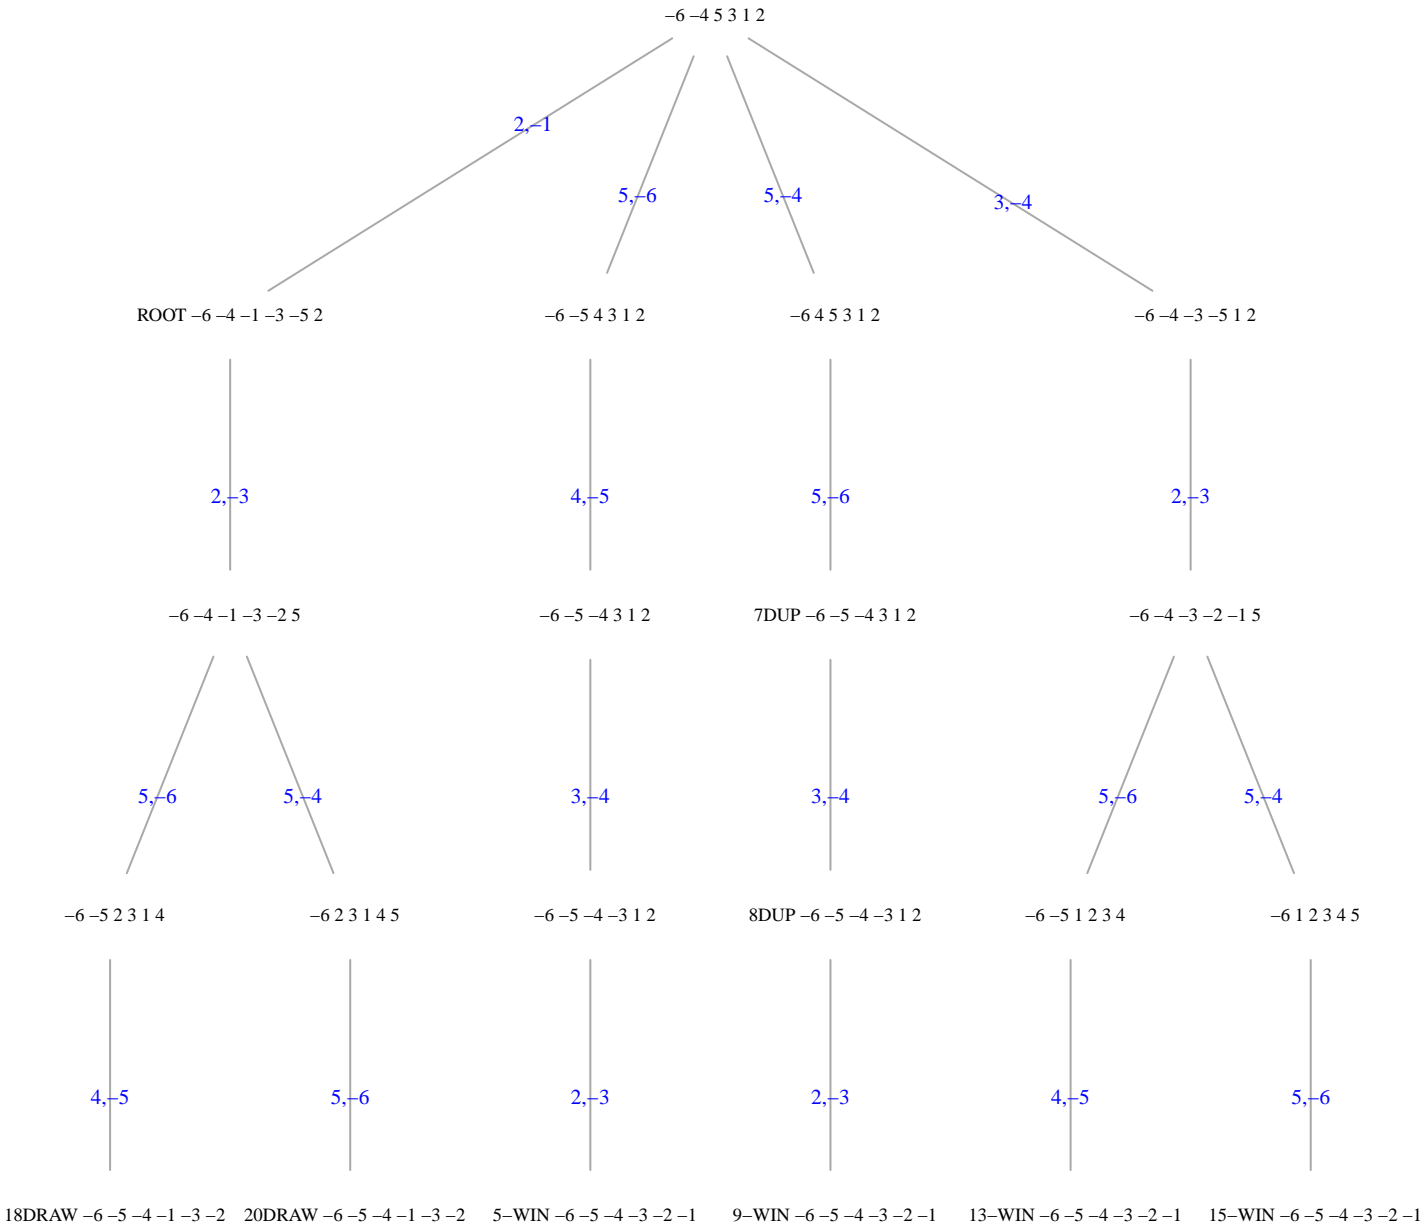 –6 –4 5 3 1 2
2,–1
5,–6 5,–4
3,–4
ROOT –6 –4 –1 –3 –5 2 –6 –5 4 3 1 2 –6 4 5 3 1 2 –6 –4 –3 –5 1 2
2,–3 4,–5 5,–6 2,–3
–6 –4 –1 –3 –2 5 –6 –5 –4 3 1 2 7DUP –6 –5 –4 3 1 2 –6 –4 –3 –2 –1 5
5,–6 5,–4 3,–4 3,–4 5,–6 5,–4
–6 –5 2 3 1 4 –6 2 3 1 4 5 –6 –5 –4 –3 1 2 8DUP –6 –5 –4 –3 1 2 –6 –5 1 2 3 4 –6 1 2 3 4 5
4,–5 5,–6 2,–3 2,–3 4,–5 5,–6
18DRAW –6 –5 –4 –1 –3 –2 20DRAW –6 –5 –4 –1 –3 –2 5–WIN –6 –5 –4 –3 –2 –1 9–WIN –6 –5 –4 –3 –2 –1 13–WIN –6 –5 –4 –3 –2 –1 15–WIN –6 –5 –4 –3 –2 –1